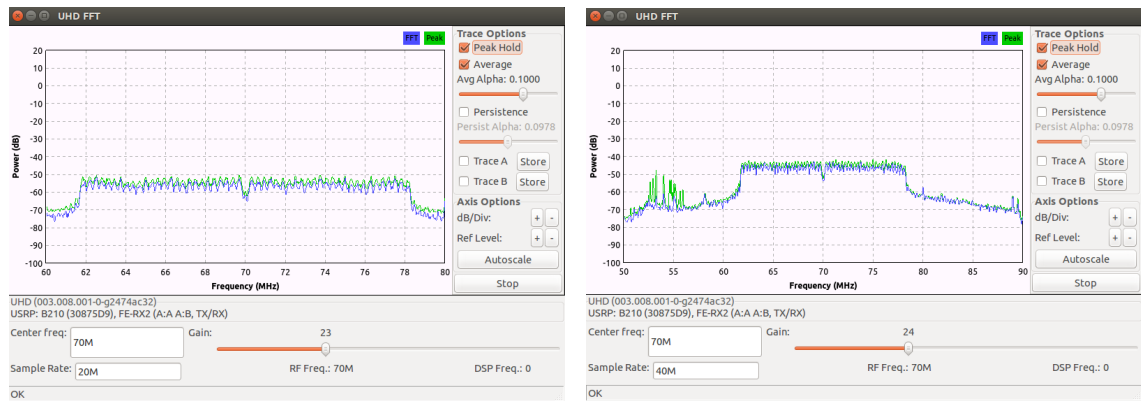 UHD FFT
FFT Peak
Power (dB)
20
10
0
-10
-20
-30
-40
-50
-60
-70
-80
-90
-100
60 62 64 66 68 70 72 74 76 78 80
Frequency (MHz)
Trace Options
Peak Hold
Average
Avg Alpha: 0.1000
Persistence
Persist Alpha: 0.0978
Trace A Store
Trace B Store
Axis Options
dB/Div: + -
Ref Level: + -
Autoscale
Stop
UHD (003.008.001-0-g2474ac32)
USRP: B210 (30875D9), FE-RX2 (A:A A:B, TX/RX)
Center freq: 70M Gain: 23
Sample Rate: 20M RF Freq.: 70M DSP Freq.: 0
OK
UHD FFT
FFT Peak
Power (dB)
20
10
0
-10
-20
-30
-40
-50
-60
-70
-80
-90
-100
50 55 60 65 70 75 80 85 90
Frequency (MHz)
Trace Options
Peak Hold
Average
Avg Alpha: 0.1000
Persistence
Persist Alpha: 0.0978
Trace A Store
Trace B Store
Axis Options
dB/Div: + -
Ref Level: + -
Autoscale
Stop
UHD (003.008.001-0-g2474ac32)
USRP: B210 (30875D9), FE-RX2 (A:A A:B, TX/RX)
Center freq: 70M Gain: 24
Sample Rate: 40M RF Freq.: 70M DSP Freq.: 0
OK